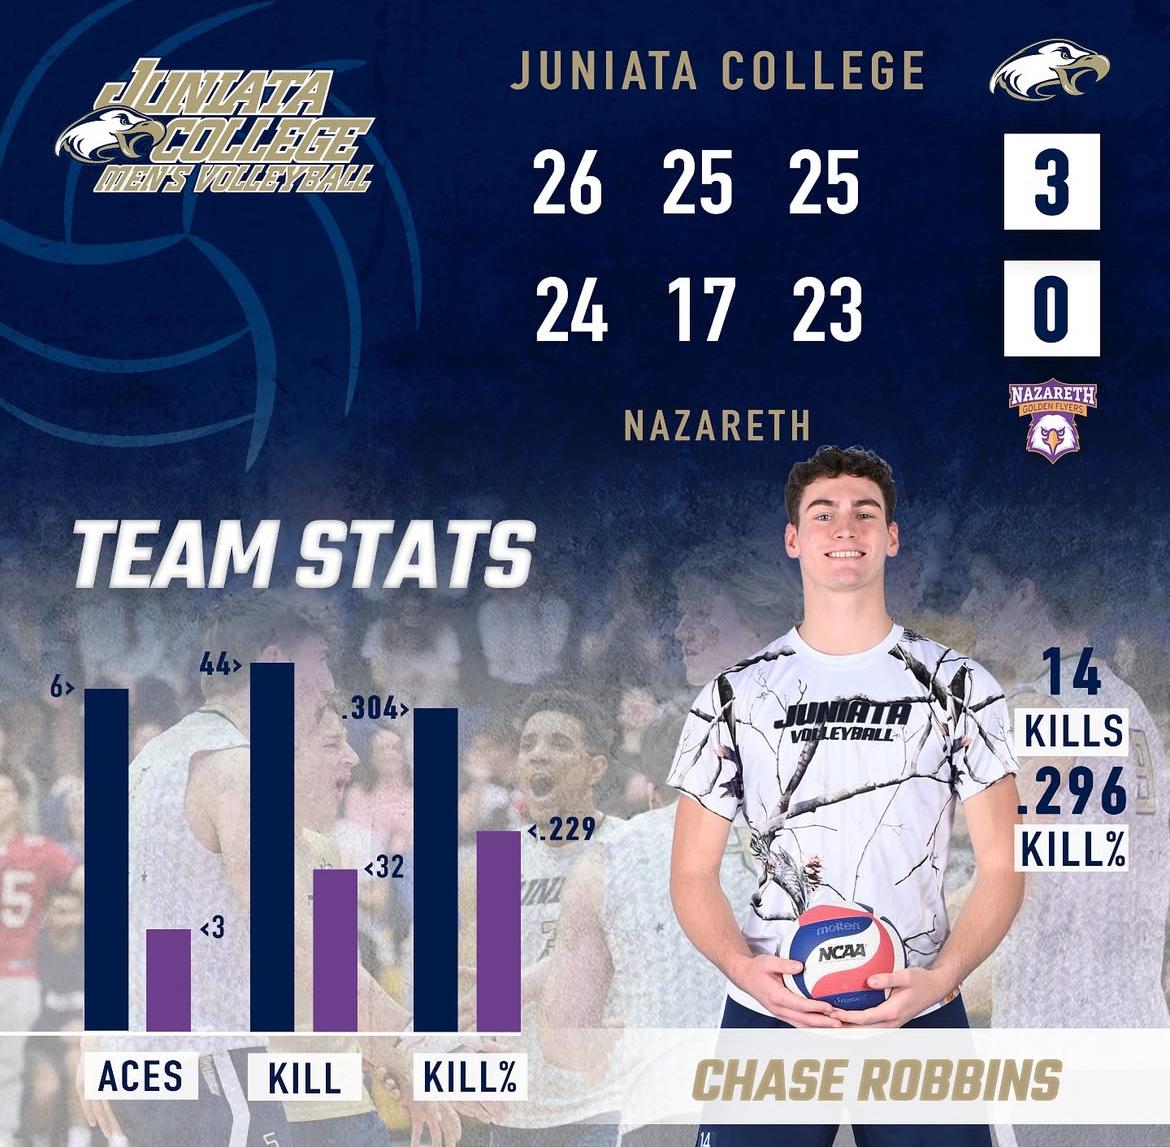 JUNIATA
COLLEGE
MEN'S VOLLEYBALL
JUNIATA COLLEGE
26 25 25 3
24 17 23 0
NAZARETH
NAZARETH
GOLDEN FLYERS
TEAM STATS
6>
<3
44>
<32
.304>
<.229
ACES
KILL
KILL%
JUNIATA
VOLLEYBALL
molten
NCAA
14
KILLS
.296
KILL%
CHASE ROBBINS
14
5